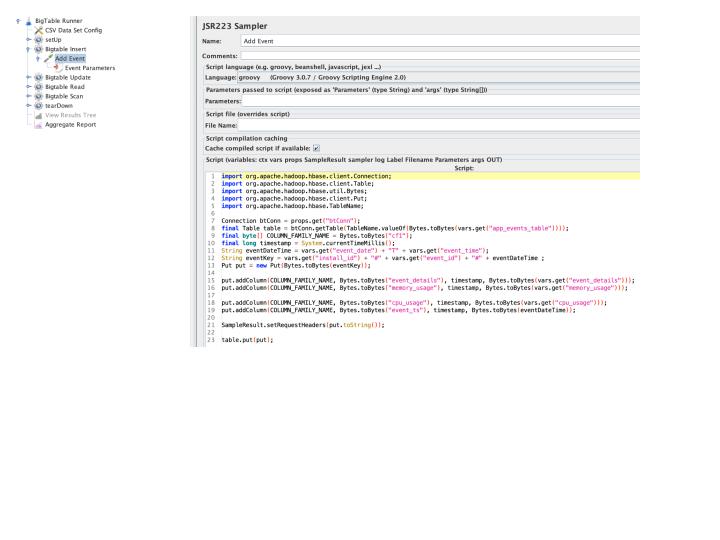 BigTable Runner
CSV Data Set Config
setUp
Bigtable Insert
Add Event
Event Parameters
Bigtable Update
Bigtable Read
Bigtable Scan
tearDown
View Results Tree
Aggregate Report
JSR223 Sampler
Name: Add Event
Comments:
Script language (e.g. groovy, beanshell, javascript, jexl ...)
Language: groovy (Groovy 3.0.7 / Groovy Scripting Engine 2.0)
Parameters passed to script (exposed as 'Parameters' (type String) and 'args' (type String[])
Parameters:
Script file (overrides script)
File Name:
Script compilation caching
Cache compiled script if available:
Script (variables: ctx vars props SampleResult sampler log Label Filename Parameters args OUT)
Script:
1 import org.apache.hadoop.hbase.client.Connection;
2 import org.apache.hadoop.hbase.client.Table;
3 import org.apache.hadoop.hbase.util.Bytes;
4 import org.apache.hadoop.hbase.client.Put;
5 import org.apache.hadoop.hbase.TableName;
6
7 Connection btConn = props.get("btConn");
8 final Table table = btConn.getTable(TableName.valueOf(Bytes.toBytes(vars.get("app_events_table"))));
9 final byte[] COLUMN_FAMILY_NAME = Bytes.toBytes("cf1");
10 final long timestamp = System.currentTimeMillis();
11 String eventDateTime = vars.get("event_date") + "T" + vars.get("event_time");
12 String eventKey = vars.get("install_id") + "#" + vars.get("event_id") + "#" + eventDateTime ;
13 Put put = new Put(Bytes.toBytes(eventKey));
14
15 put.addColumn(COLUMN_FAMILY_NAME, Bytes.toBytes("event_details"), timestamp, Bytes.toBytes(vars.get("event_details")));
16 put.addColumn(COLUMN_FAMILY_NAME, Bytes.toBytes("memory_usage"), timestamp, Bytes.toBytes(vars.get("memory_usage")));
17
18 put.addColumn(COLUMN_FAMILY_NAME, Bytes.toBytes("cpu_usage"), timestamp, Bytes.toBytes(vars.get("cpu_usage")));
19 put.addColumn(COLUMN_FAMILY_NAME, Bytes.toBytes("event_ts"), timestamp, Bytes.toBytes(eventDateTime));
20
21 SampleResult.setRequestHeaders(put.toString());
22
23 table.put(put);